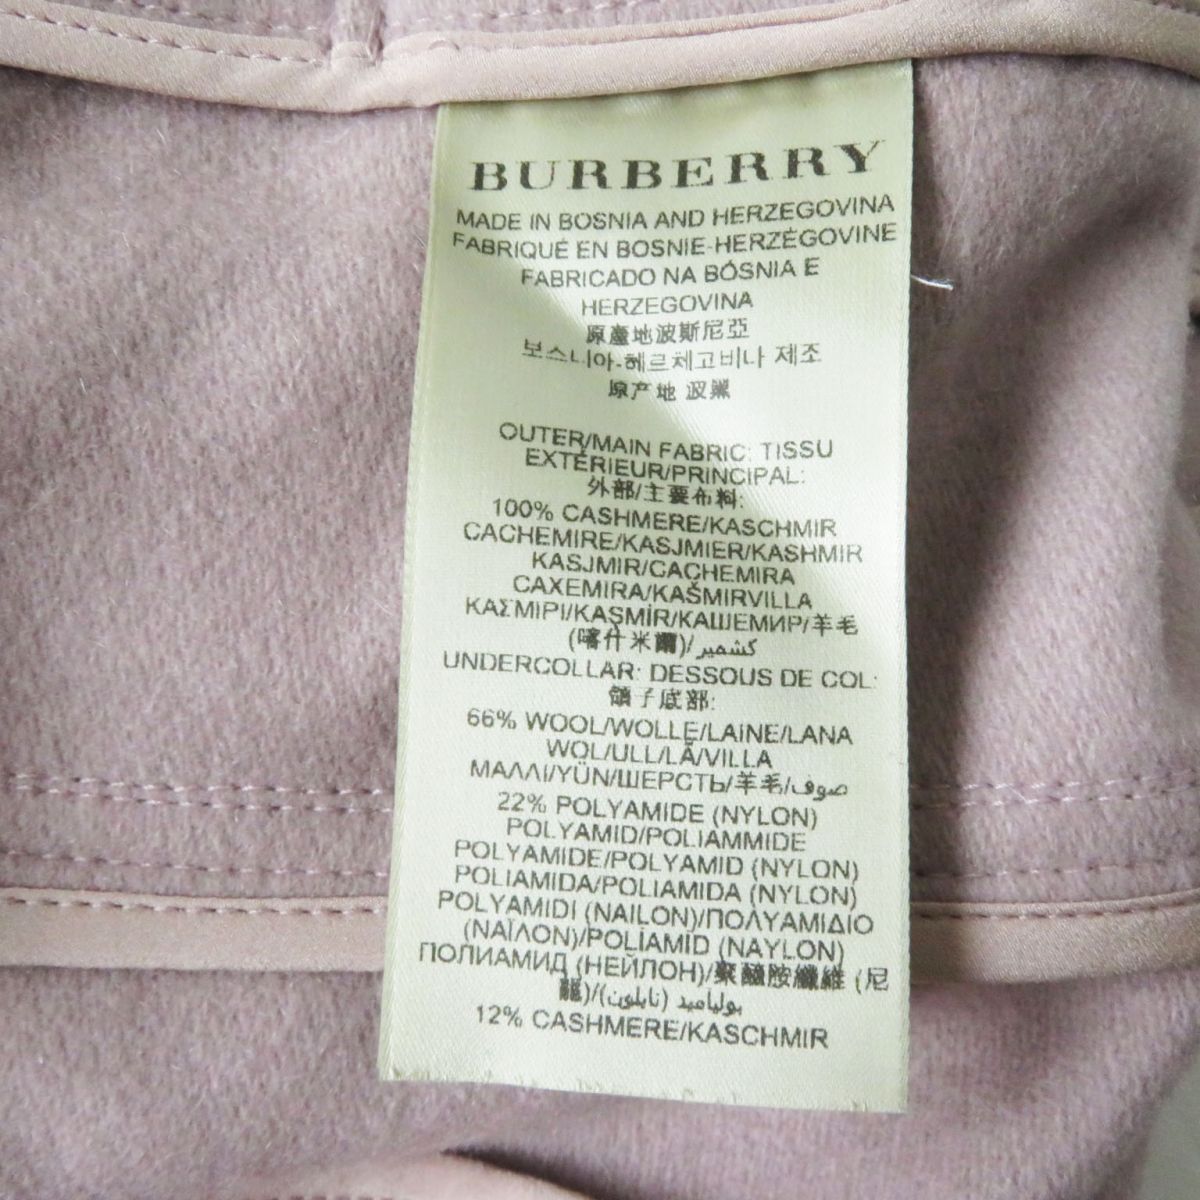 BURBERRY
MADE IN BOSNIA AND HERZEGOVINA
FABRIQUÉ EN BOSNIE-HERZÉGOVINE
FABRICADO NA BÓSNIA E
HERZEGOVINA
原產地波斯尼亞
보스니아-헤르체고비나 제조
原产地 波黑
OUTER/MAIN FABRIC: TISSU
EXTÉRIEUR/PRINCIPAL:
外部/主要布料:
100% CASHMERE/KASCHMIR
CACHEMIRE/KASJMIER/KASHMIR
KASJMIR/CACHEMIRA
CAXEMIRA/KAŠMIRVILLA
ΚΑΣΜΙΡΙ/KAŞMİR/КАШЕМИР/羊毛
(喀什米爾)/كشمير
UNDERCOLLAR: DESSOUS DE COL:
領子底部:
66% WOOL/WOLLE/LAINE/LANA
WOL/ULL/LÃ/VILLA
ΜΑΛΛΙ/YÜN/ШЕРСТЬ/羊毛/صوف
22% POLYAMIDE (NYLON)
POLYAMID/POLIAMMIDE
POLYAMIDE/POLYAMID (NYLON)
POLIAMIDA/POLIAMIDA (NYLON)
POLYAMIDI (NAILON)/ΠΟΛΥΑΜΙΔΙΟ
(ΝΑΪΛΟΝ)/POLİAMİD (NAYLON)
ПОЛИАМИД (НЕЙЛОН)/聚醯胺纖維 (尼
龍)/بولياميد (نايلون)
12% CASHMERE/KASCHMIR